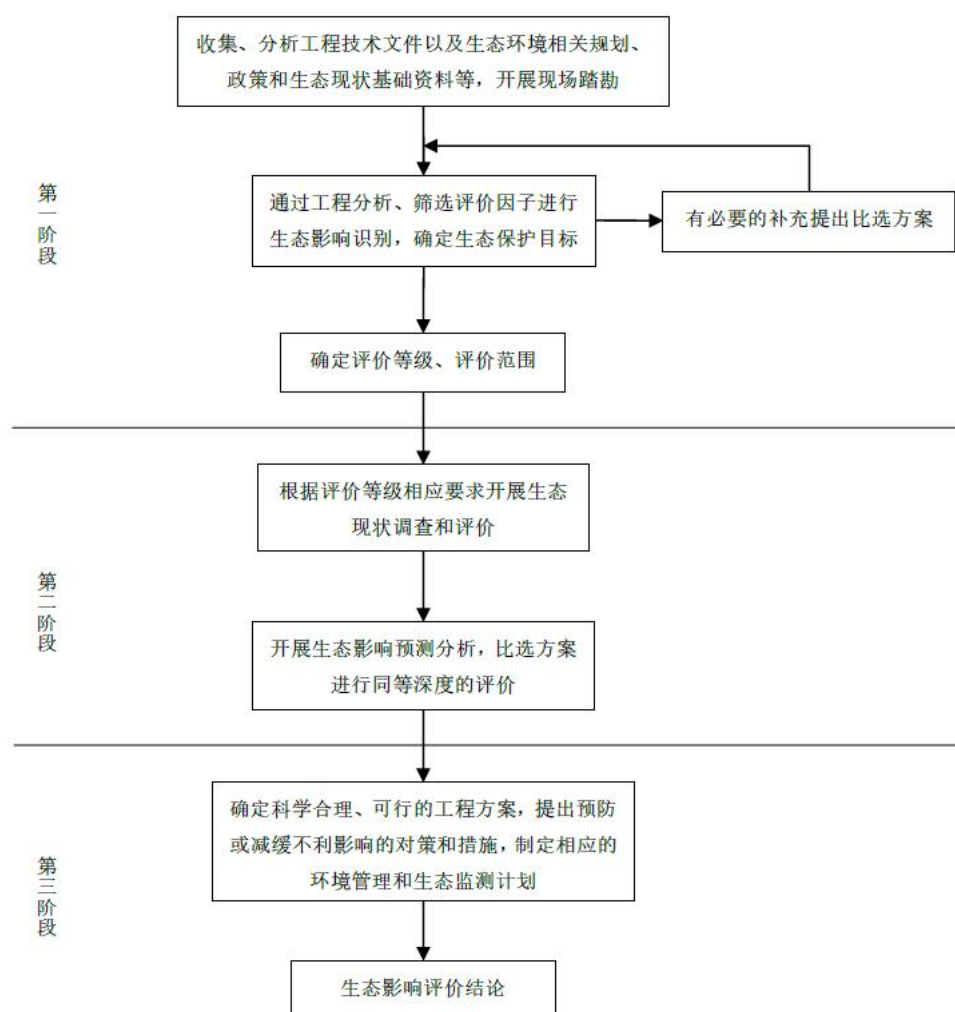 收集、分析工程技术文件以及生态环境相关规划、
政策和生态现状基础资料等，开展现场踏勘
第一阶段
通过工程分析、筛选评价因子进行
生态影响识别，确定生态保护目标
有必要的补充提出比选方案
确定评价等级、评价范围
第二阶段
根据评价等级相应要求开展生态
现状调查和评价
开展生态影响预测分析，比选方案
进行同等深度的评价
第三阶段
确定科学合理、可行的工程方案，提出预防
或减缓不利影响的对策和措施，制定相应的
环境管理和生态监测计划
生态影响评价结论